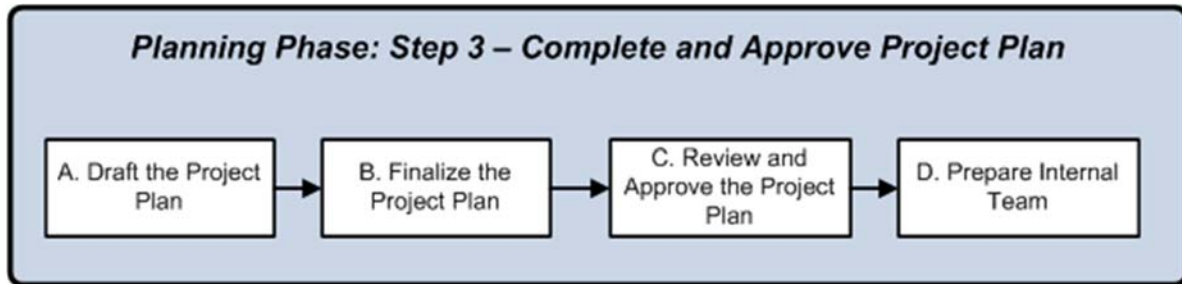 Planning Phase: Step 3 – Complete and Approve Project Plan
A. Draft the Project
Plan
B. Finalize the
Project Plan
C. Review and
Approve the Project
Plan
D. Prepare Internal
Team